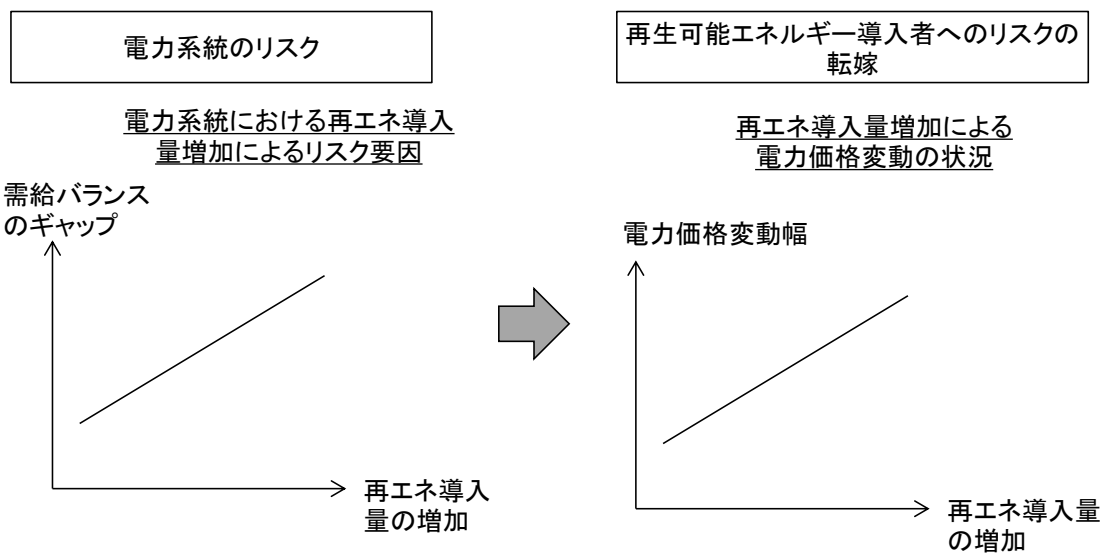 電力系統のリスク
再生可能エネルギー導入者へのリスクの
転嫁
電力系統における再エネ導入
量増加によるリスク要因
再エネ導入量増加による
電力価格変動の状況
需給バランス
のギャップ
電力価格変動幅
再エネ導入
量の増加
再エネ導入量
の増加